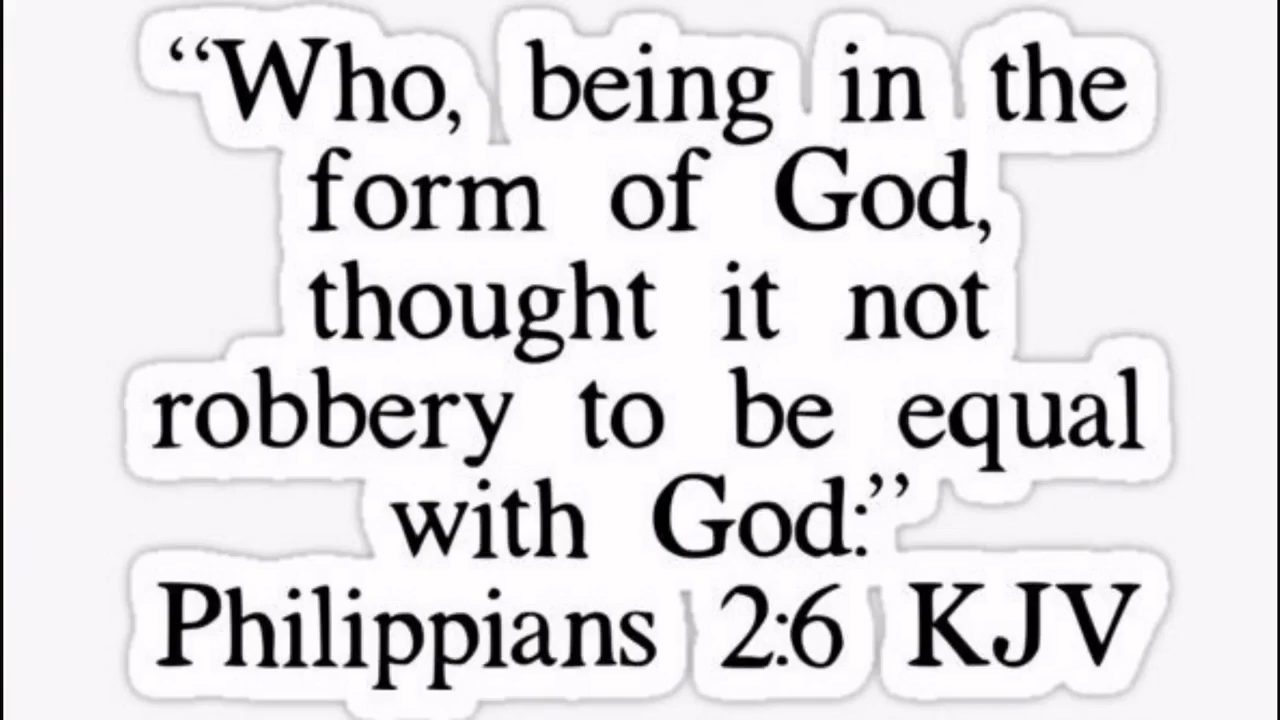 “Who, being in the
form of God,
thought it not
robbery to be equal
with God:”
Philippians 2:6 KJV